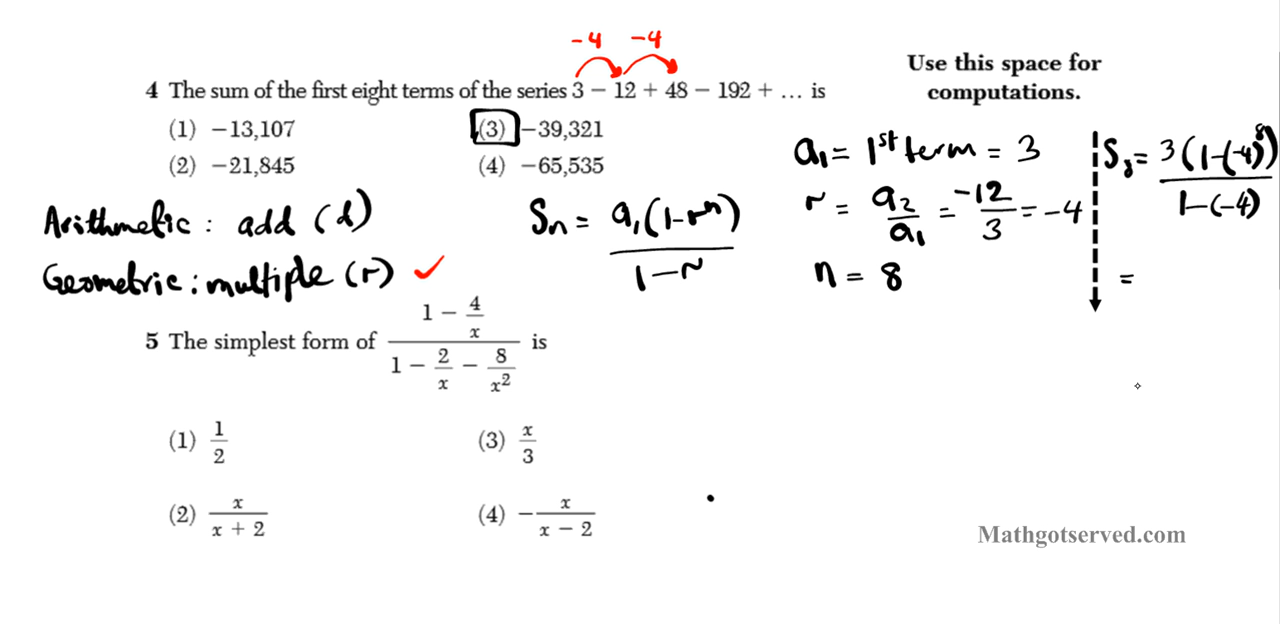 -4 -4
4 The sum of the first eight terms of the series 3 − 12 + 48 − 192 + … is
(1) −13,107
(3) −39,321
(2) −21,845
(4) −65,535
Use this space for
computations.
Arithmetic: add (d)
Geometric: multiple (r) ✓
Sn = a1(1-r^n) / 1-r
a1 = 1st term = 3
r = a2/a1 = -12/3 = -4
n = 8
S8 = 3(1-(-4)^8) / 1-(-4)
=
5 The simplest form of (1 − 4/x) / (1 − 2/x − 8/x²) is
(1) 1/2
(3) x/3
(2) x/(x + 2)
(4) − x/(x − 2)
Mathgotserved.com